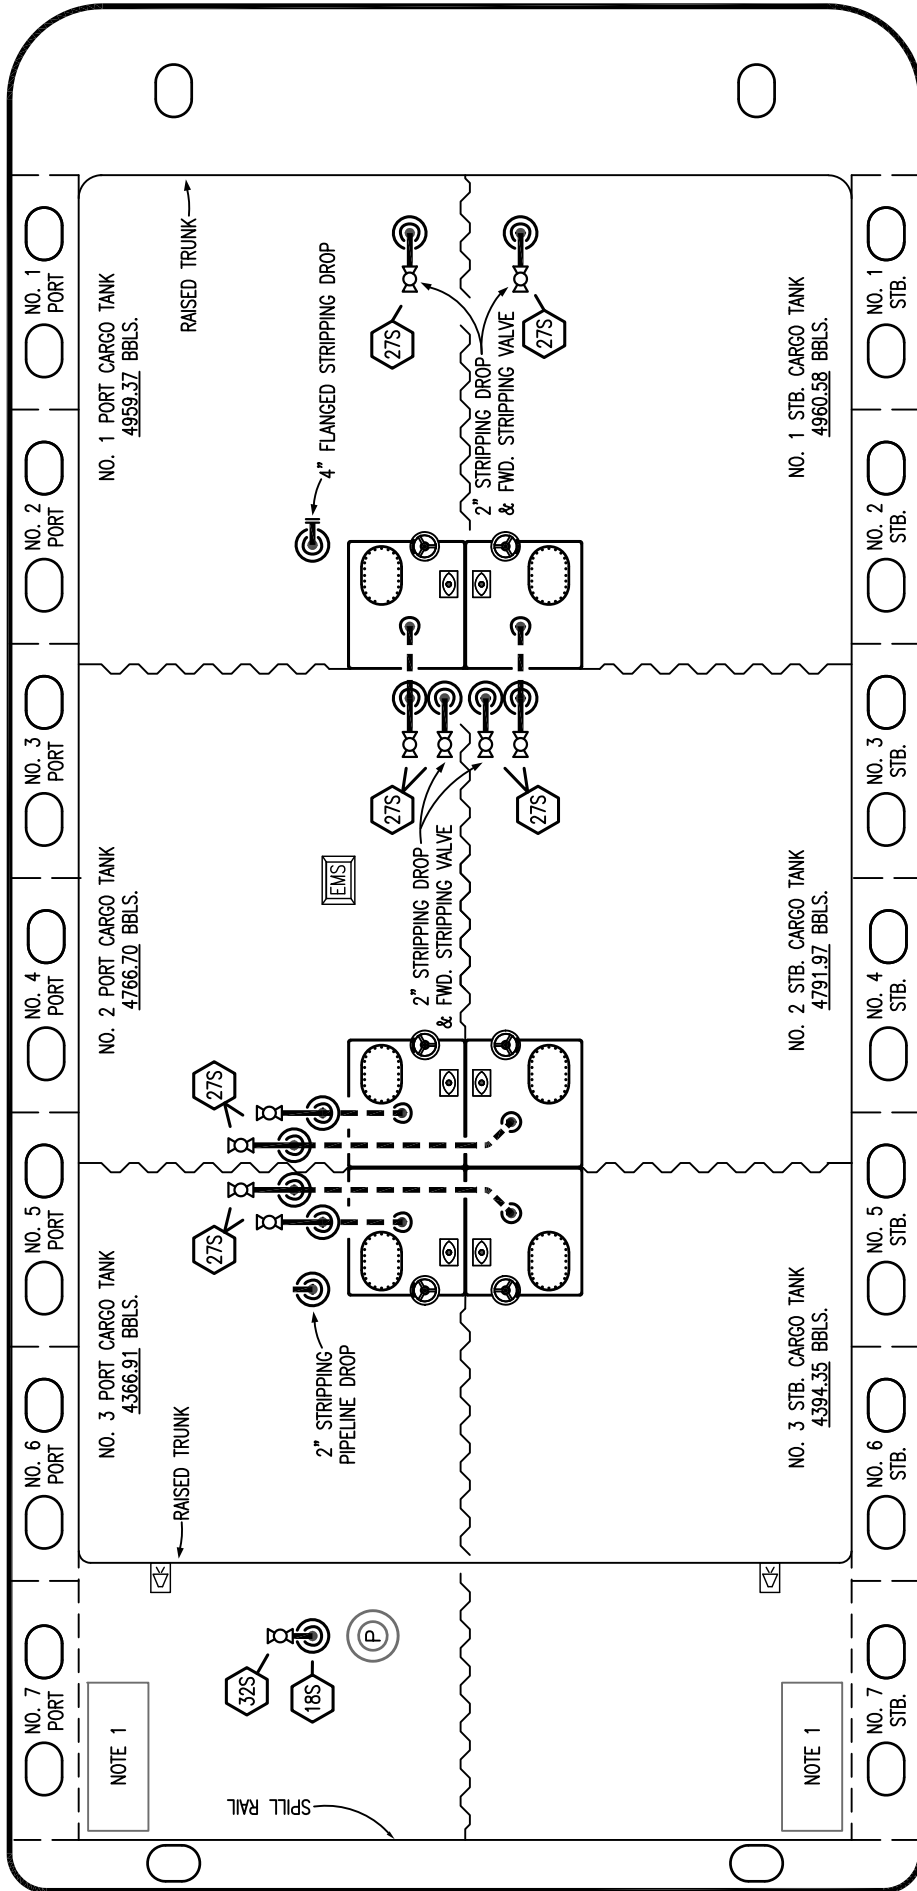 NO. 1
PORT
NO. 2
PORT
NO. 3
PORT
NO. 4
PORT
NO. 5
PORT
NO. 6
PORT
NO. 7
PORT
NO. 1 PORT CARGO TANK
4959.37 BBLS.
NO. 2 PORT CARGO TANK
4766.70 BBLS.
NO. 3 PORT CARGO TANK
4366.91 BBLS.
RAISED TRUNK
RAISED TRUNK
NOTE 1
4" FLANGED STRIPPING DROP
27S
27S
2" STRIPPING DROP
& FWD. STRIPPING VALVE
27S
27S
2" STRIPPING DROP
& FWD. STRIPPING VALVE
EMS
27S
27S
2" STRIPPING
PIPELINE DROP
32S
18S
P
SPILL RAIL
NO. 1 STB. CARGO TANK
4960.58 BBLS.
NO. 2 STB. CARGO TANK
4791.97 BBLS.
NO. 3 STB. CARGO TANK
4394.35 BBLS.
NOTE 1
NO. 1
STB.
NO. 2
STB.
NO. 3
STB.
NO. 4
STB.
NO. 5
STB.
NO. 6
STB.
NO. 7
STB.